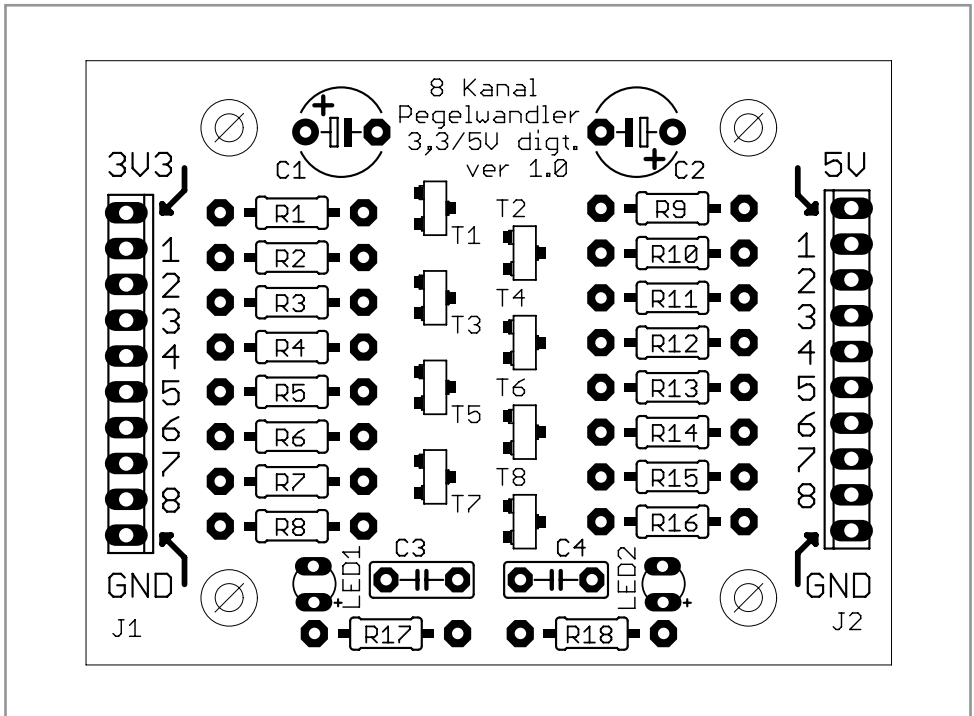 8 Kanal
Pegelwandler
3,3/5V digt.
ver 1.0
+
+
C1
C2
3V3
5V
1
2
3
4
5
6
7
8
GND
J1
R1
R2
R3
R4
R5
R6
R7
R8
T1
T2
T3
T4
T5
T6
T7
T8
R9
R10
R11
R12
R13
R14
R15
R16
1
2
3
4
5
6
7
8
GND
J2
LED1
+
C3
C4
LED2
+
R17
R18